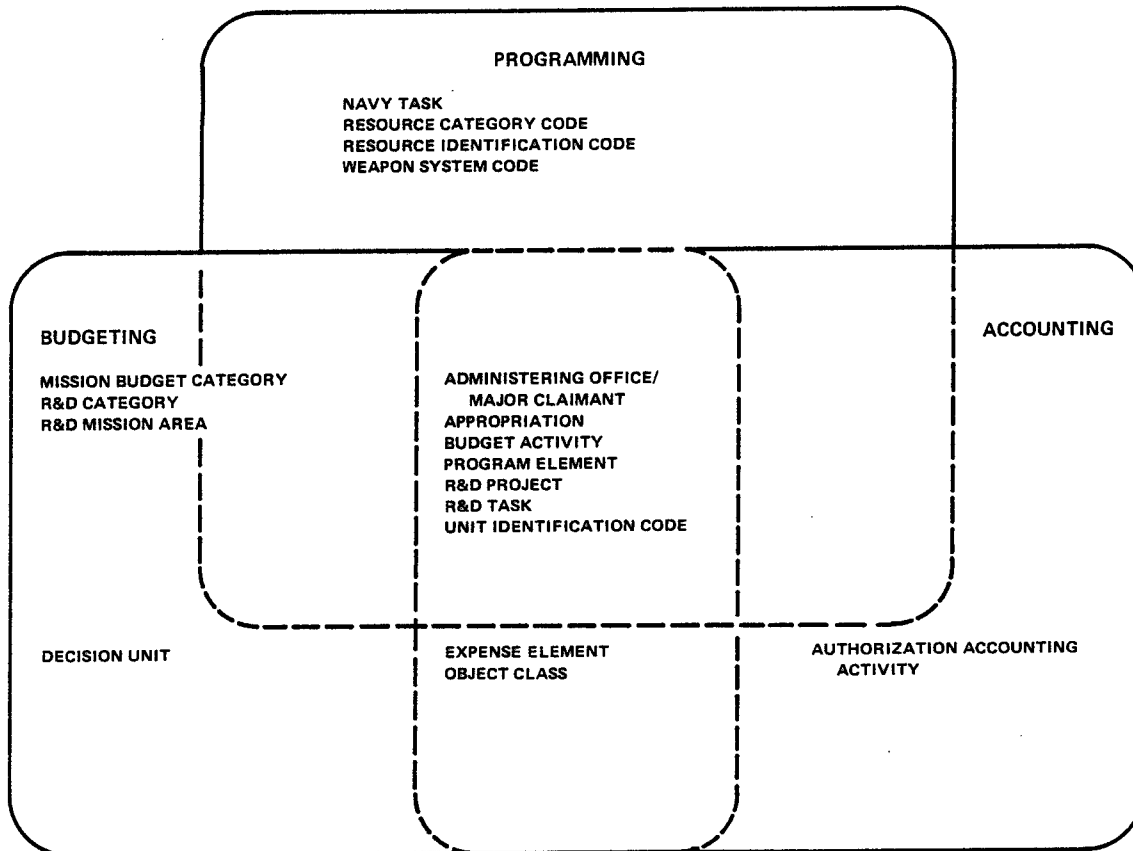 PROGRAMMING
NAVY TASK
RESOURCE CATEGORY CODE
RESOURCE IDENTIFICATION CODE
WEAPON SYSTEM CODE
BUDGETING
MISSION BUDGET CATEGORY
R&D CATEGORY
R&D MISSION AREA
DECISION UNIT
ADMINISTERING OFFICE/
MAJOR CLAIMANT
APPROPRIATION
BUDGET ACTIVITY
PROGRAM ELEMENT
R&D PROJECT
R&D TASK
UNIT IDENTIFICATION CODE
EXPENSE ELEMENT
OBJECT CLASS
ACCOUNTING
AUTHORIZATION ACCOUNTING
ACTIVITY